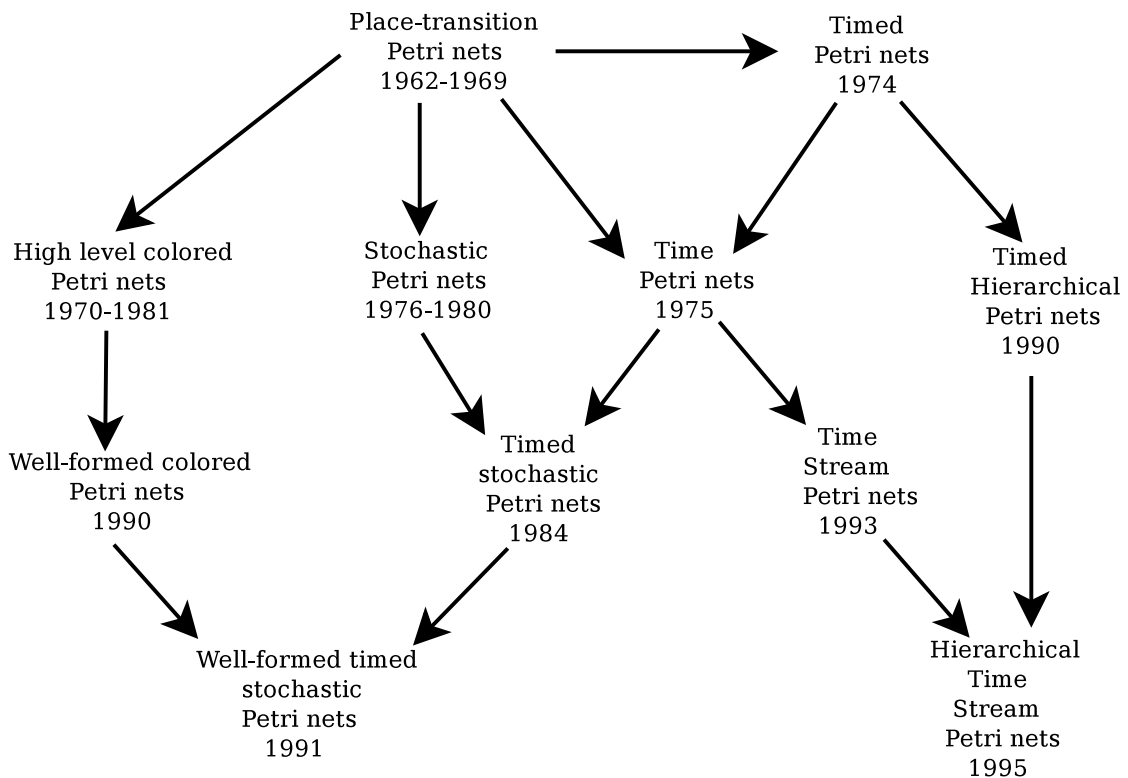 Place-transition
Petri nets
1962-1969
Timed
Petri nets
1974
High level colored
Petri nets
1970-1981
Stochastic
Petri nets
1976-1980
Time
Petri nets
1975
Timed
Hierarchical
Petri nets
1990
Well-formed colored
Petri nets
1990
Timed
stochastic
Petri nets
1984
Time
Stream
Petri nets
1993
Well-formed timed
stochastic
Petri nets
1991
Hierarchical
Time
Stream
Petri nets
1995